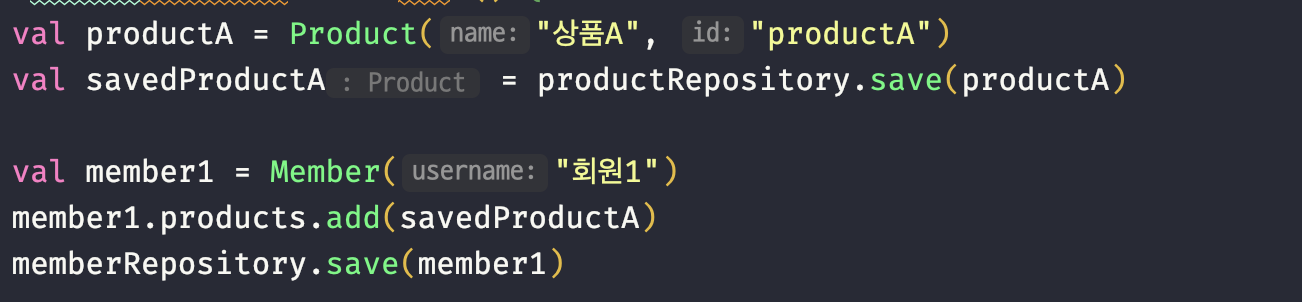 val productA = Product( name: "상품A", id: "productA")
val savedProductA : Product = productRepository.save(productA)
val member1 = Member( username: "회원1")
member1.products.add(savedProductA)
memberRepository.save(member1)